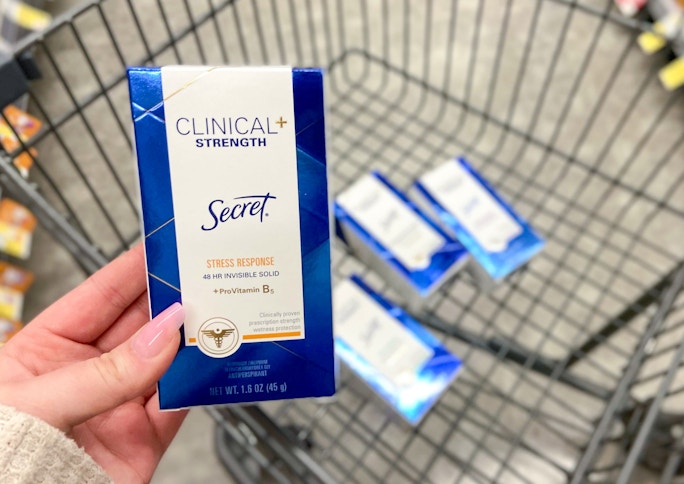 CLINICAL+
STRENGTH
Secret®
STRESS RESPONSE
48 HR INVISIBLE SOLID
+ProVitamin B5
Clinically proven
prescription strength
wetness protection
ANTIPERSPIRANT
NET WT. 1.6 OZ (45 g)